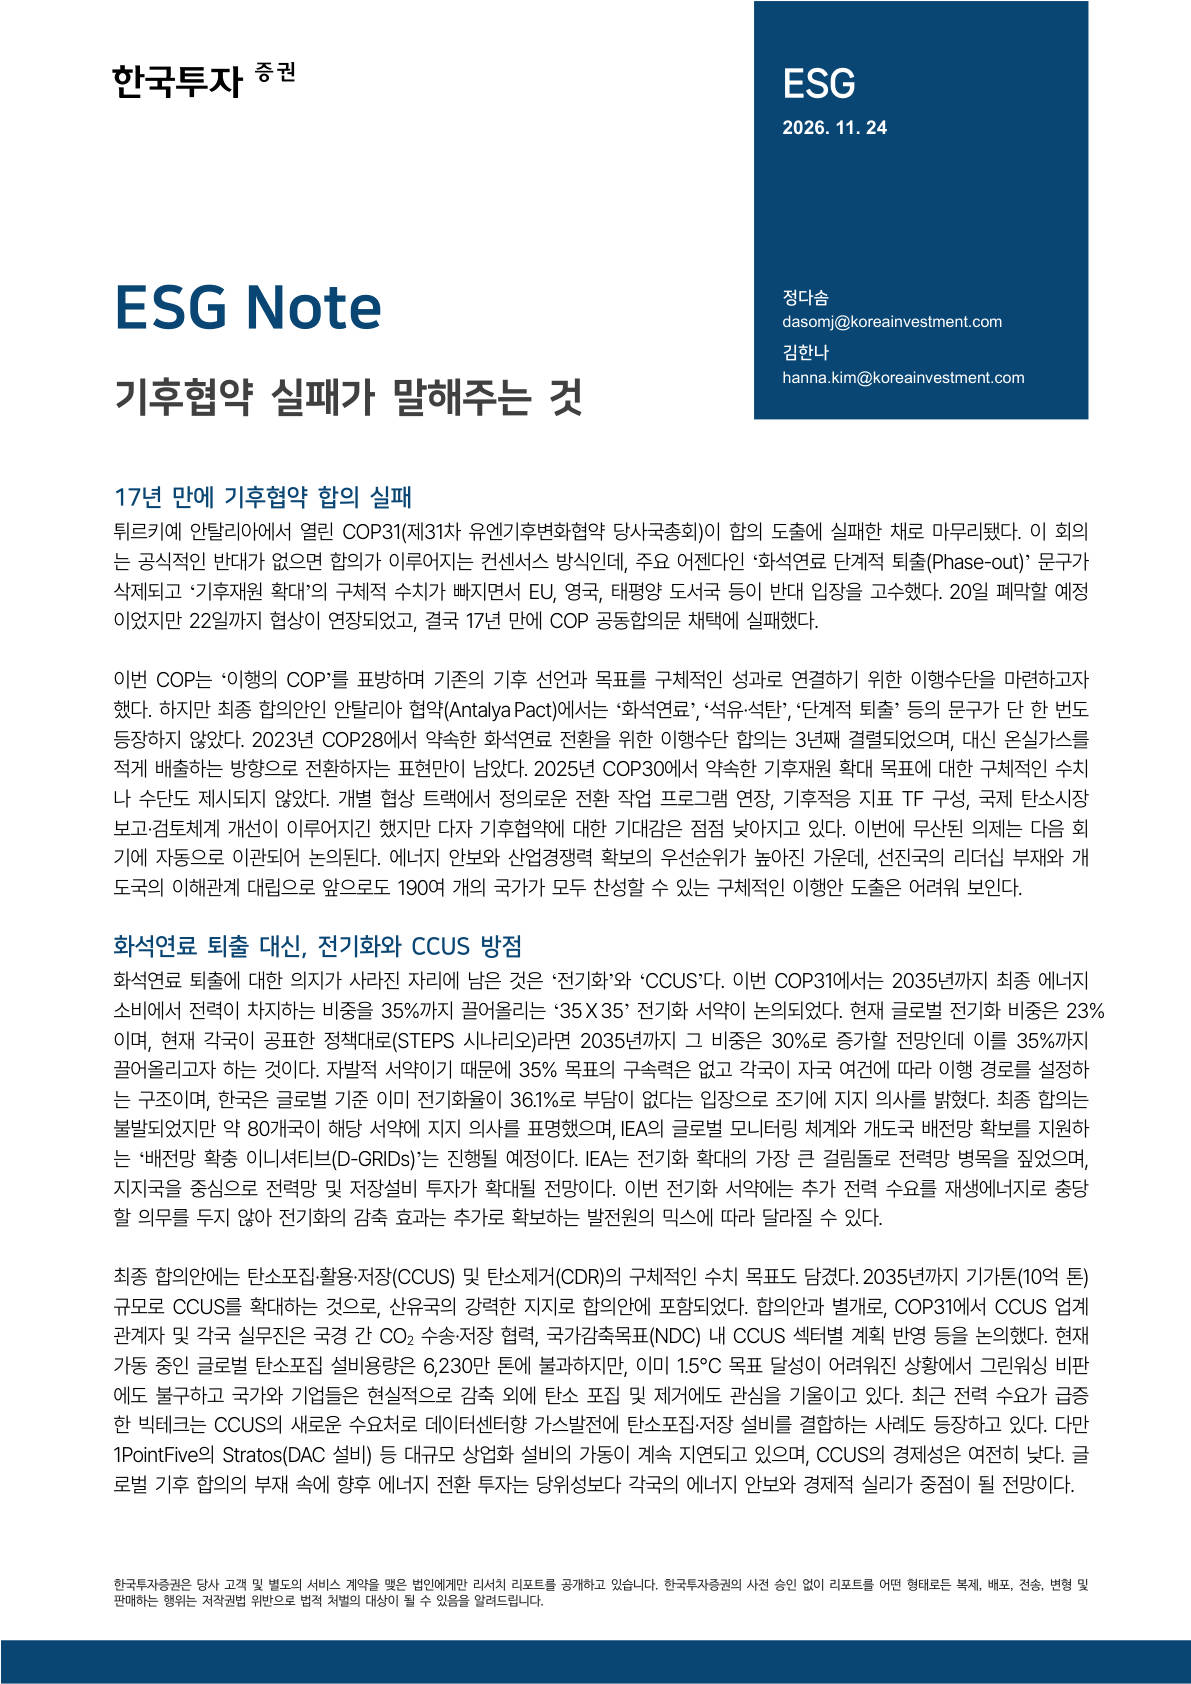 한국투자 증권
ESG
2026. 11. 24
정다솜
dasomj@koreainvestment.com
김한나
hanna.kim@koreainvestment.com
ESG Note
기후협약 실패가 말해주는 것
17년 만에 기후협약 합의 실패
튀르키예 안탈리아에서 열린 COP31(제31차 유엔기후변화협약 당사국총회)이 합의 도출에 실패한 채로 마무리됐다. 이 회의
는 공식적인 반대가 없으면 합의가 이루어지는 컨센서스 방식인데, 주요 어젠다인 ‘화석연료 단계적 퇴출(Phase-out)’ 문구가
삭제되고 ‘기후재원 확대’의 구체적 수치가 빠지면서 EU, 영국, 태평양 도서국 등이 반대 입장을 고수했다. 20일 폐막할 예정
이었지만 22일까지 협상이 연장되었고, 결국 17년 만에 COP 공동합의문 채택에 실패했다.
이번 COP는 ‘이행의 COP’를 표방하며 기존의 기후 선언과 목표를 구체적인 성과로 연결하기 위한 이행수단을 마련하고자
했다. 하지만 최종 합의안인 안탈리아 협약(Antalya Pact)에서는 ‘화석연료’, ‘석유·석탄’, ‘단계적 퇴출’ 등의 문구가 단 한 번도
등장하지 않았다. 2023년 COP28에서 약속한 화석연료 전환을 위한 이행수단 합의는 3년째 결렬되었으며, 대신 온실가스를
적게 배출하는 방향으로 전환하자는 표현만이 남았다. 2025년 COP30에서 약속한 기후재원 확대 목표에 대한 구체적인 수치
나 수단도 제시되지 않았다. 개별 협상 트랙에서 정의로운 전환 작업 프로그램 연장, 기후적응 지표 TF 구성, 국제 탄소시장
보고·검토체계 개선이 이루어지긴 했지만 다자 기후협약에 대한 기대감은 점점 낮아지고 있다. 이번에 무산된 의제는 다음 회
기에 자동으로 이관되어 논의된다. 에너지 안보와 산업경쟁력 확보의 우선순위가 높아진 가운데, 선진국의 리더십 부재와 개
도국의 이해관계 대립으로 앞으로도 190여 개의 국가가 모두 찬성할 수 있는 구체적인 이행안 도출은 어려워 보인다.
화석연료 퇴출 대신, 전기화와 CCUS 방점
화석연료 퇴출에 대한 의지가 사라진 자리에 남은 것은 ‘전기화’와 ‘CCUS’다. 이번 COP31에서는 2035년까지 최종 에너지
소비에서 전력이 차지하는 비중을 35%까지 끌어올리는 ‘35 X 35’ 전기화 서약이 논의되었다. 현재 글로벌 전기화 비중은 23%
이며, 현재 각국이 공표한 정책대로(STEPS 시나리오)라면 2035년까지 그 비중은 30%로 증가할 전망인데 이를 35%까지
끌어올리고자 하는 것이다. 자발적 서약이기 때문에 35% 목표의 구속력은 없고 각국이 자국 여건에 따라 이행 경로를 설정하
는 구조이며, 한국은 글로벌 기준 이미 전기화율이 36.1%로 부담이 없다는 입장으로 조기에 지지 의사를 밝혔다. 최종 합의는
불발되었지만 약 80개국이 해당 서약에 지지 의사를 표명했으며, IEA의 글로벌 모니터링 체계와 개도국 배전망 확보를 지원하
는 ‘배전망 확충 이니셔티브(D-GRIDs)’는 진행될 예정이다. IEA는 전기화 확대의 가장 큰 걸림돌로 전력망 병목을 짚었으며,
지지국을 중심으로 전력망 및 저장설비 투자가 확대될 전망이다. 이번 전기화 서약에는 추가 전력 수요를 재생에너지로 충당
할 의무를 두지 않아 전기화의 감축 효과는 추가로 확보하는 발전원의 믹스에 따라 달라질 수 있다.
최종 합의안에는 탄소포집·활용·저장(CCUS) 및 탄소제거(CDR)의 구체적인 수치 목표도 담겼다. 2035년까지 기가톤(10억 톤)
규모로 CCUS를 확대하는 것으로, 산유국의 강력한 지지로 합의안에 포함되었다. 합의안과 별개로, COP31에서 CCUS 업계
관계자 및 각국 실무진은 국경 간 CO₂ 수송·저장 협력, 국가감축목표(NDC) 내 CCUS 섹터별 계획 반영 등을 논의했다. 현재
가동 중인 글로벌 탄소포집 설비용량은 6,230만 톤에 불과하지만, 이미 1.5°C 목표 달성이 어려워진 상황에서 그린워싱 비판
에도 불구하고 국가와 기업들은 현실적으로 감축 외에 탄소 포집 및 제거에도 관심을 기울이고 있다. 최근 전력 수요가 급증
한 빅테크는 CCUS의 새로운 수요처로 데이터센터향 가스발전에 탄소포집·저장 설비를 결합하는 사례도 등장하고 있다. 다만
1PointFive의 Stratos(DAC 설비) 등 대규모 상업화 설비의 가동이 계속 지연되고 있으며, CCUS의 경제성은 여전히 낮다. 글
로벌 기후 합의의 부재 속에 향후 에너지 전환 투자는 당위성보다 각국의 에너지 안보와 경제적 실리가 중점이 될 전망이다.
한국투자증권은 당사 고객 및 별도의 서비스 계약을 맺은 법인에게만 리서치 리포트를 공개하고 있습니다. 한국투자증권의 사전 승인 없이 리포트를 어떤 형태로든 복제, 배포, 전송, 변형 및
판매하는 행위는 저작권법 위반으로 법적 처벌의 대상이 될 수 있음을 알려드립니다.